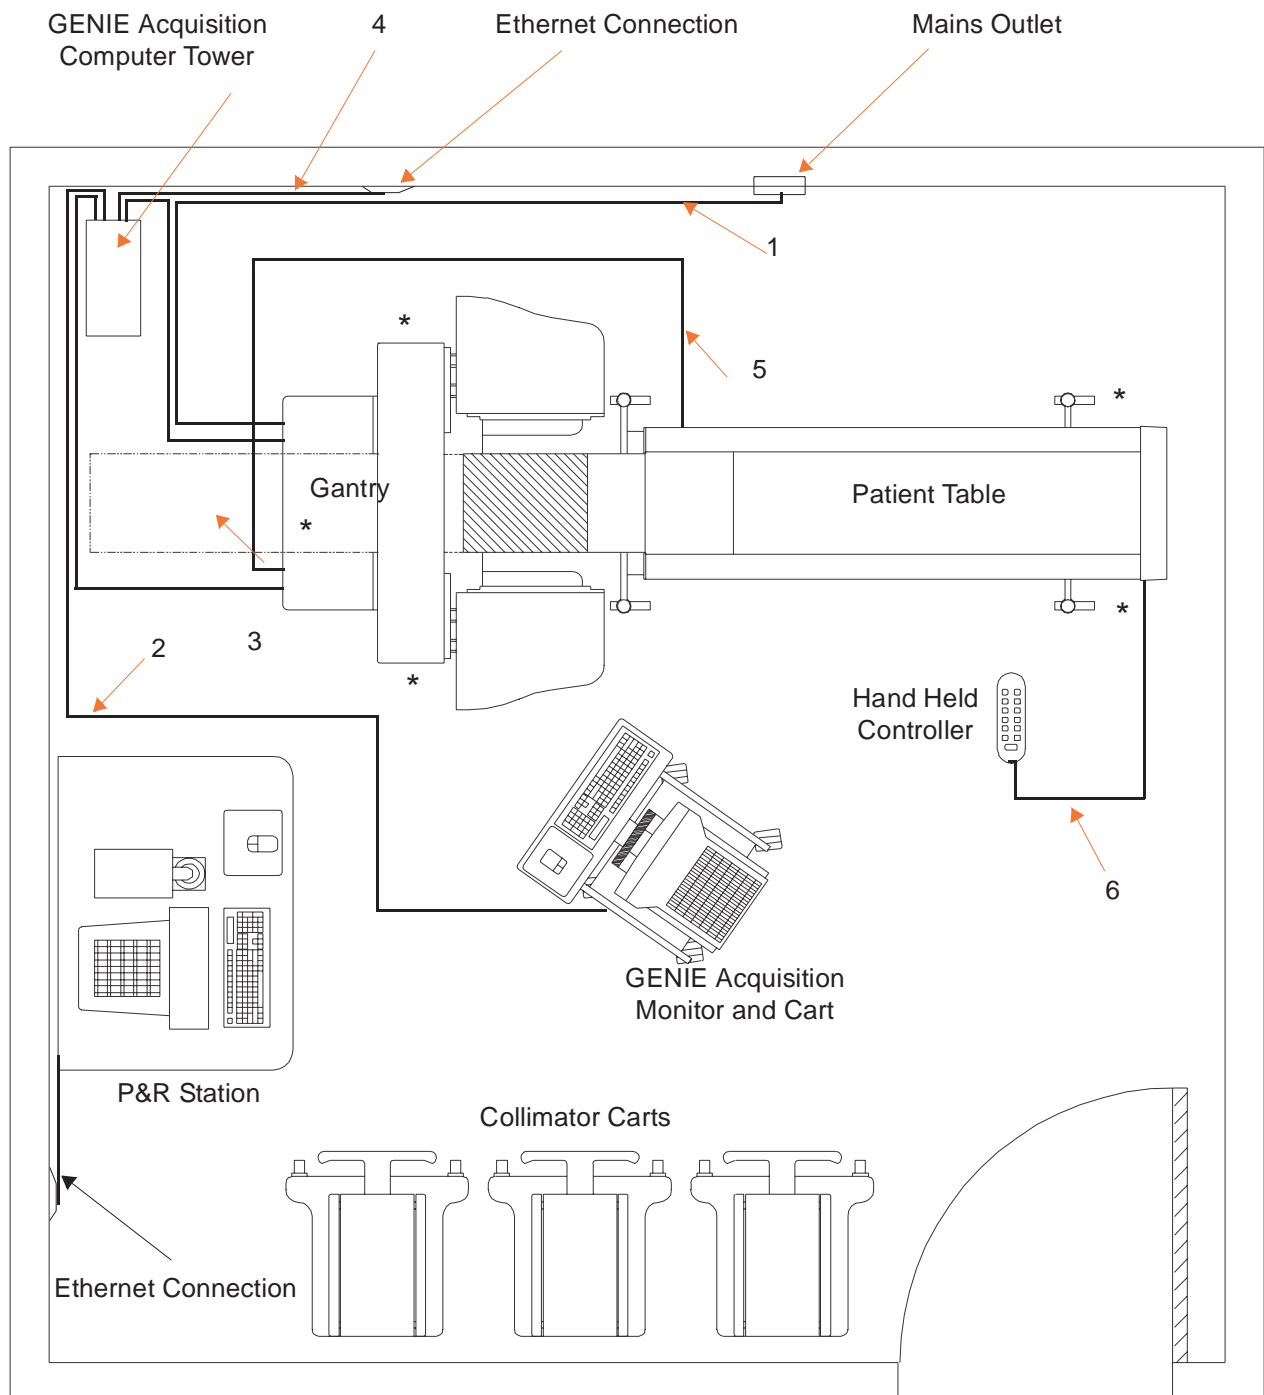 GENIE Acquisition
Computer Tower
4
Ethernet Connection
Mains Outlet
1
*
5
*
Gantry
Patient Table
*
*
2
3
*
Hand Held
Controller
6
GENIE Acquisition
Monitor and Cart
P&R Station
Collimator Carts
Ethernet Connection